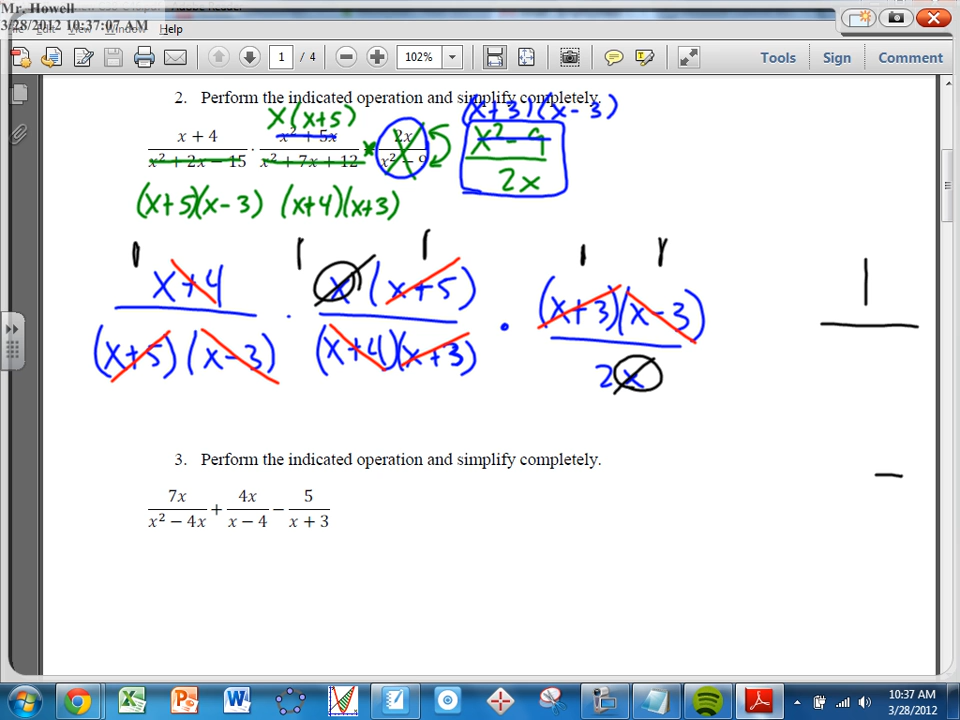 Mr. Howell
3/28/2012 10:37:07 AM
File Edit View Window Help
1 / 4 102% Tools Sign Comment
2. Perform the indicated operation and simplify completely.
(x+3)(x-3)
x(x+5)
x + 4 / x² + 2x − 15 · x² + 5x / x² + 7x + 12 2x / x² − 9 x² - 9 / 2x
(x+5)(x-3) (x+4)(x+3)
1 1 1 1 1
x+4 / (x+5)(x-3) · x(x+5) / (x+4)(x+3) · (x+3)(x-3) / 2x 1
3. Perform the indicated operation and simplify completely.
7x / x² − 4x + 4x / x − 4 − 5 / x + 3
10:37 AM
3/28/2012